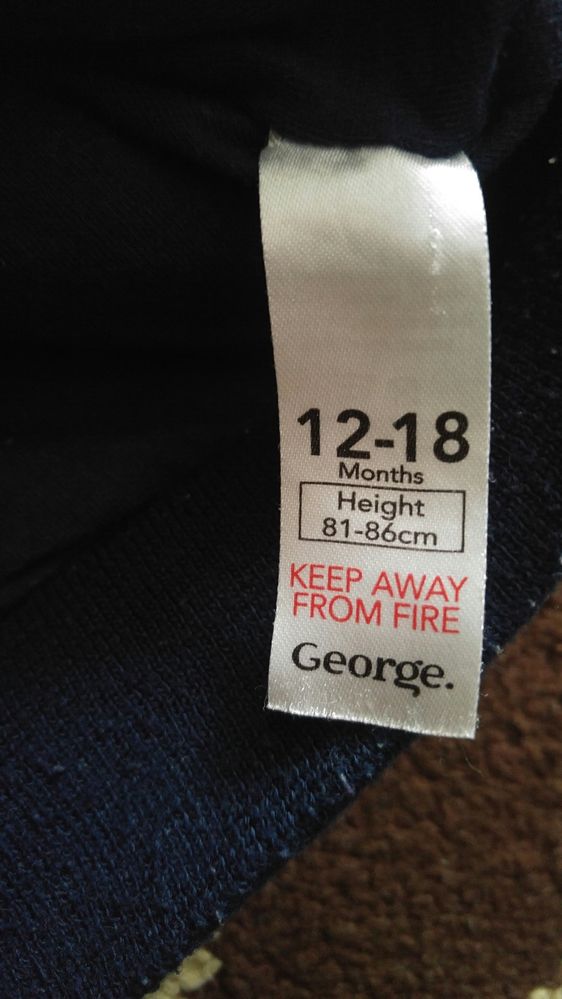 12-18
Months
Height
81-86cm
KEEP AWAY
FROM FIRE
George.